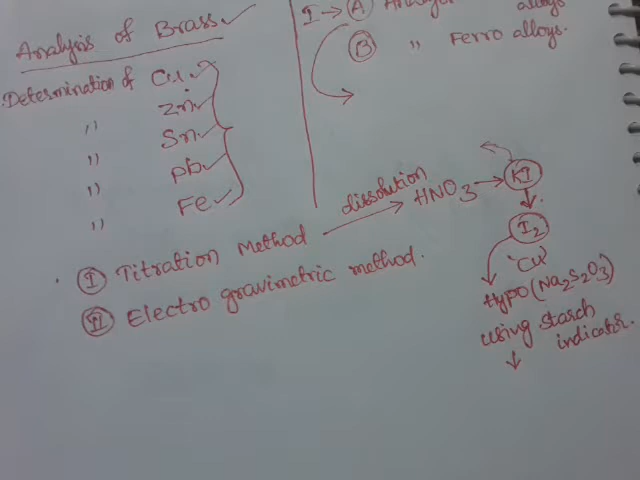 Analysis of Brass
Determination of Cu
,, Zn
,, Sn
,, Pb
,, Fe
I → A alloys
B ,, Ferro alloys.
I Titration Method dissolution HNO3 → KI
I2
"Cu"
Hypo (Na2S2O3)
using starch
indicator.
II Electro gravimetric method.